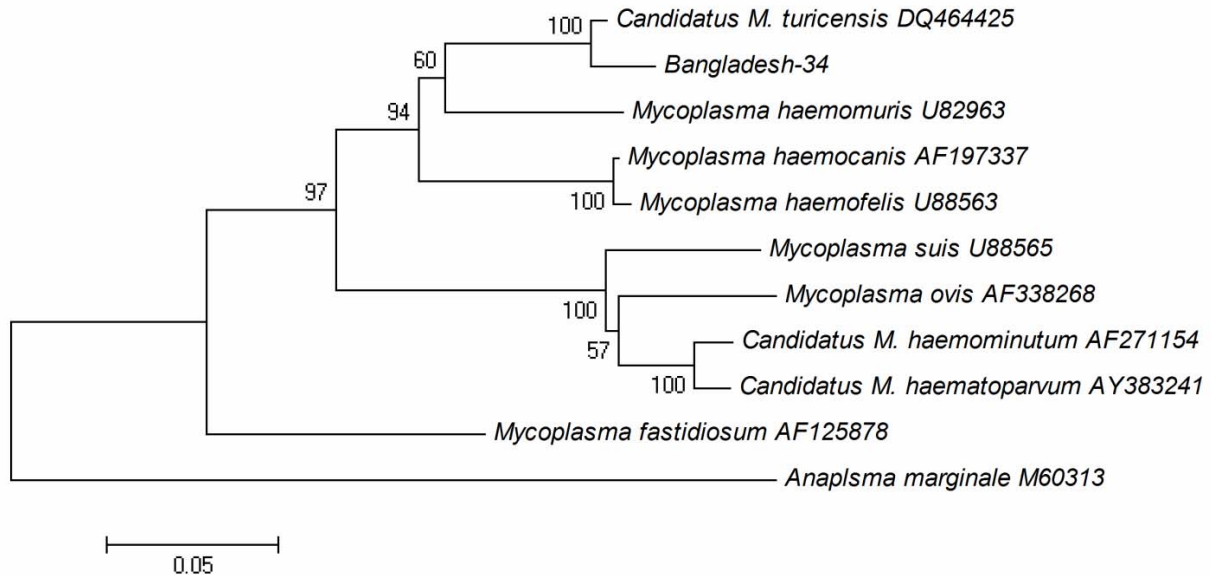 Candidatus M. turicensis DQ464425
100
Bangladesh-34
60
Mycoplasma haemomuris U82963
94
Mycoplasma haemocanis AF197337
97
100
Mycoplasma haemofelis U88563
Mycoplasma suis U88565
Mycoplasma ovis AF338268
100
Candidatus M. haemominutum AF271154
57
100
Candidatus M. haematoparvum AY383241
Mycoplasma fastidiosum AF125878
Anaplsma marginale M60313
0.05